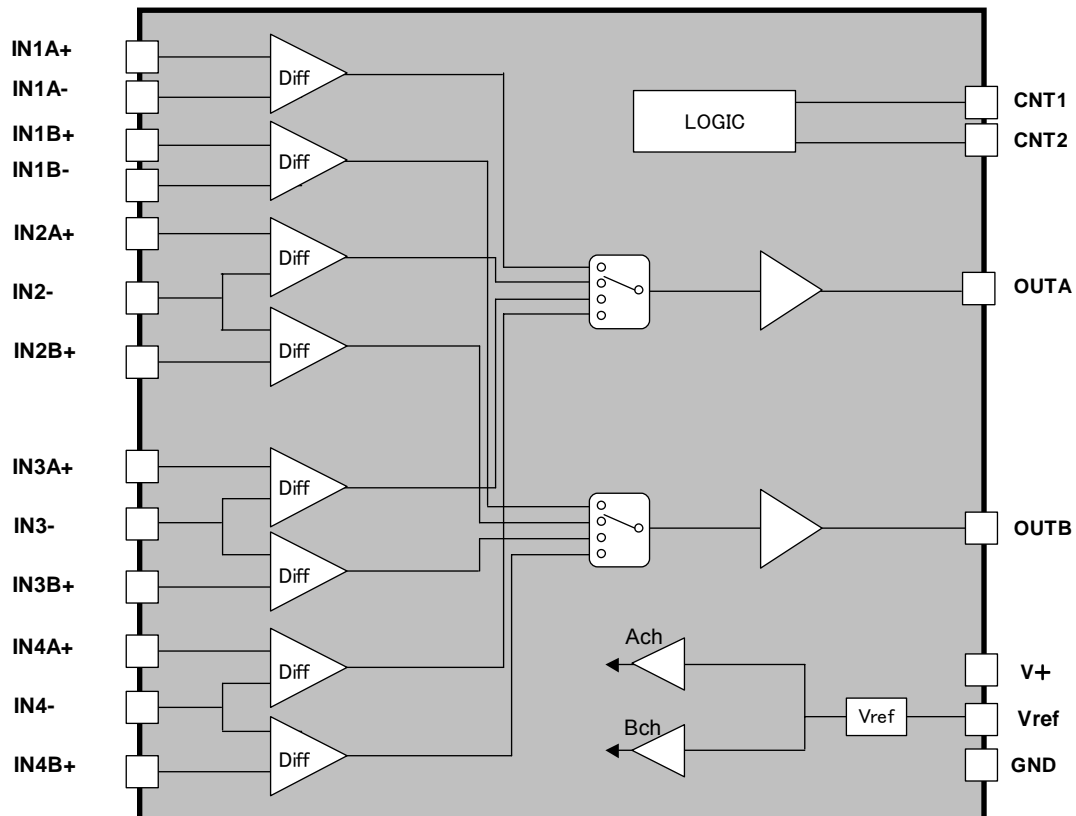 IN1A+
IN1A-
IN1B+
IN1B-
IN2A+
IN2-
IN2B+
IN3A+
IN3-
IN3B+
IN4A+
IN4-
IN4B+
Diff
Diff
Diff
Diff
Diff
Diff
Diff
Diff
LOGIC
Ach
Bch
Vref
CNT1
CNT2
OUTA
OUTB
V+
Vref
GND